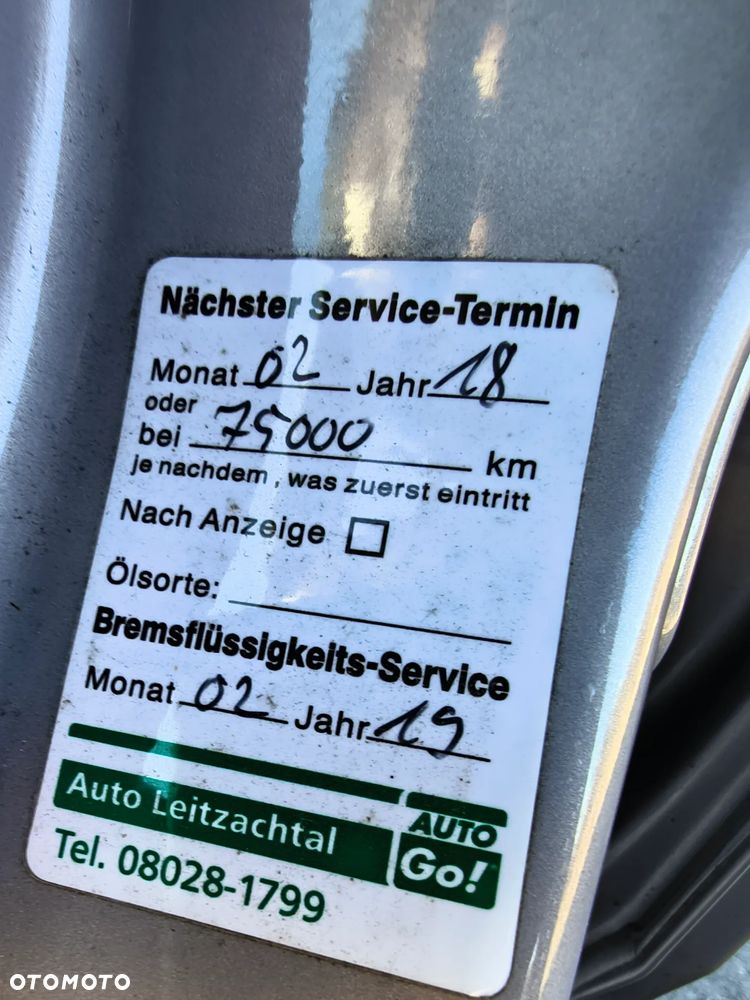 Nächster Service-Termin
Monat 02 Jahr 18
oder
bei 75000 km
je nachdem, was zuerst eintritt
Nach Anzeige
Ölsorte:
Bremsflüssigkeits-Service
Monat 02 Jahr 19
Auto Leitzachtal
AUTO
Go!
Tel. 08028-1799
OTOMOTO